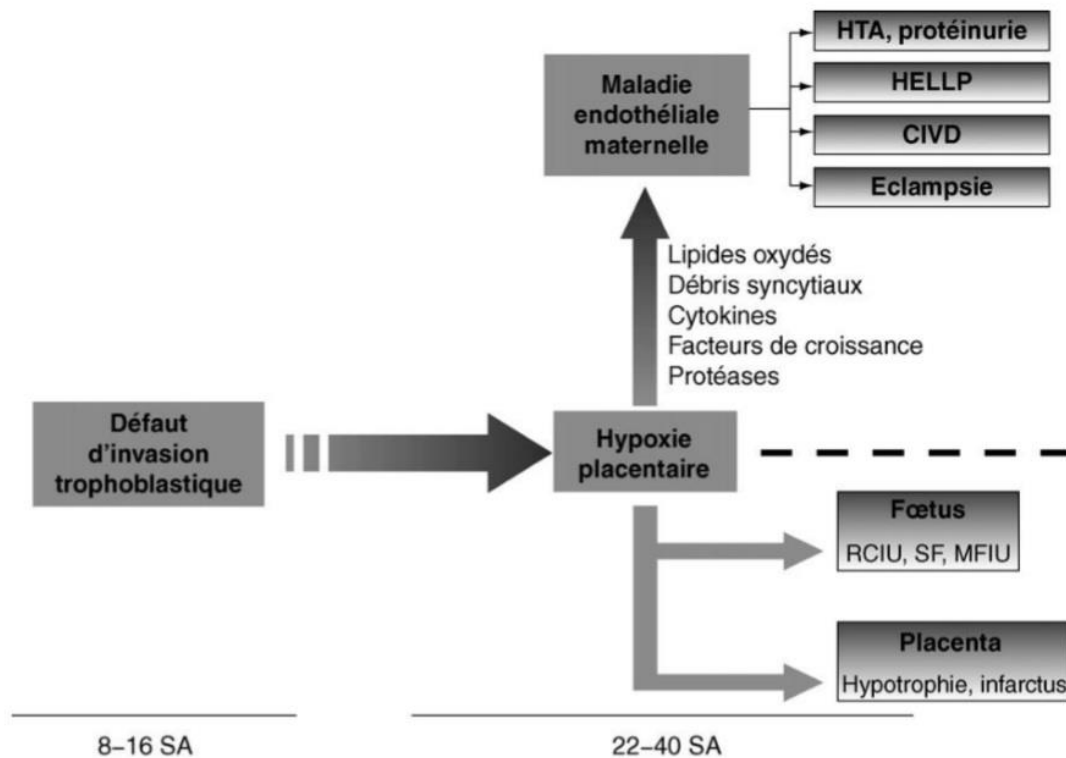 HTA, protéinurie
HELLP
CIVD
Eclampsie
Maladie
endothéliale
maternelle
Lipides oxydés
Débris syncytiaux
Cytokines
Facteurs de croissance
Protéases
Défaut
d'invasion
trophoblastique
Hypoxie
placentaire
Fœtus
RCIU, SF, MFIU
Placenta
Hypotrophie, infarctus
8–16 SA
22–40 SA